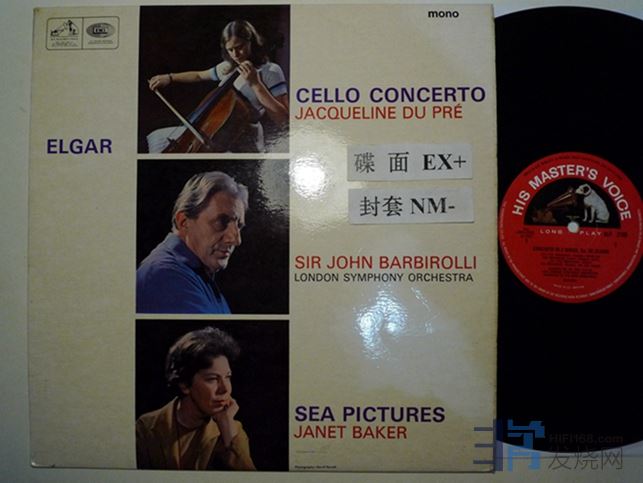 mono
ELGAR
CELLO CONCERTO
JACQUELINE DU PRÉ
碟面 EX+
封套 NM-
SIR JOHN BARBIROLLI
LONDON SYMPHONY ORCHESTRA
SEA PICTURES
JANET BAKER
HIS MASTER'S VOICE
LONG PLAY
HIFI168.com
发烧网